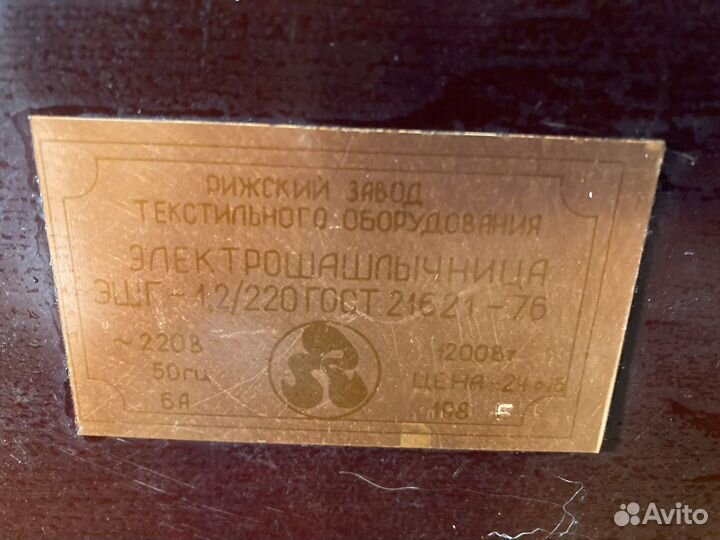 РИЖСКИЙ ЗАВОД
ТЕКСТИЛЬНОГО ОБОРУДОВАНИЯ
ЭЛЕКТРОШАШЛЫЧНИЦА
ЭШГ-1,2/220 ГОСТ 21621-76
~ 220В
50гц
6А
1200Вт
ЦЕНА 24 руб
198
Avito